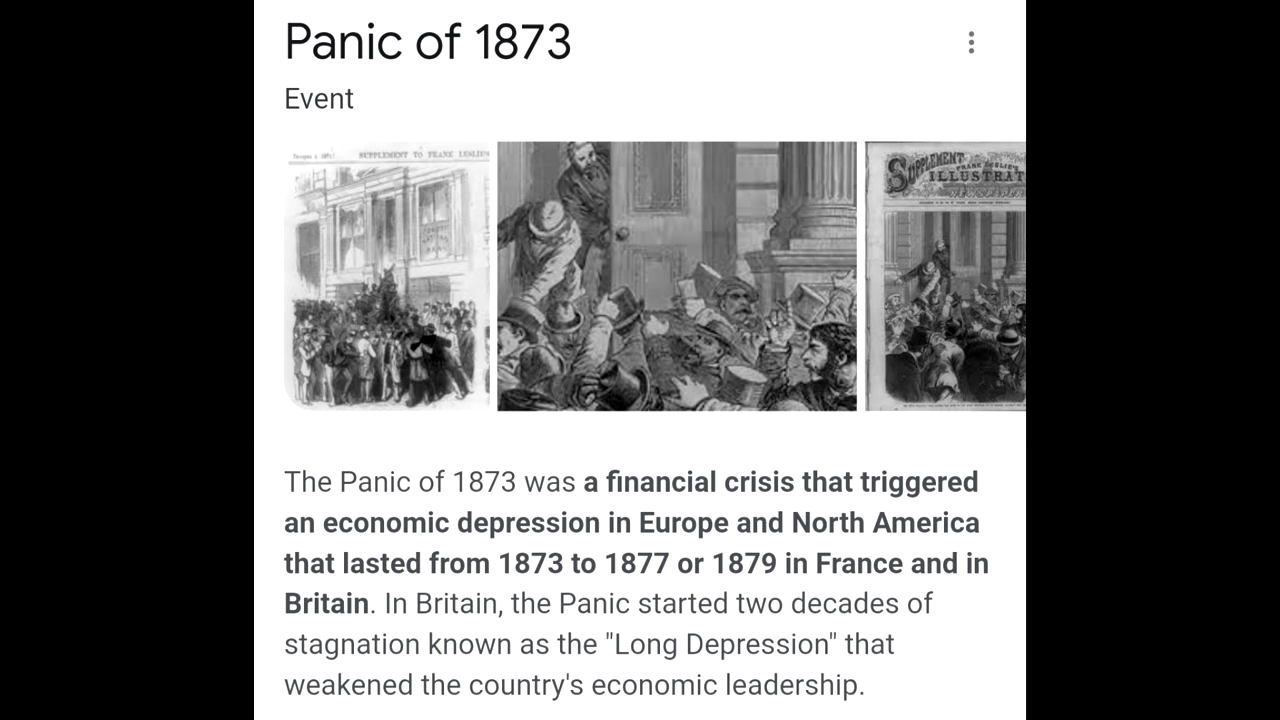 Panic of 1873
Event
SUPPLEMENT TO FRANK LESLIE'S
SUPPLEMENT
FRANK LESLIE'S
ILLUSTRAT
NEWSPAPER
The Panic of 1873 was a financial crisis that triggered
an economic depression in Europe and North America
that lasted from 1873 to 1877 or 1879 in France and in
Britain. In Britain, the Panic started two decades of
stagnation known as the "Long Depression" that
weakened the country's economic leadership.